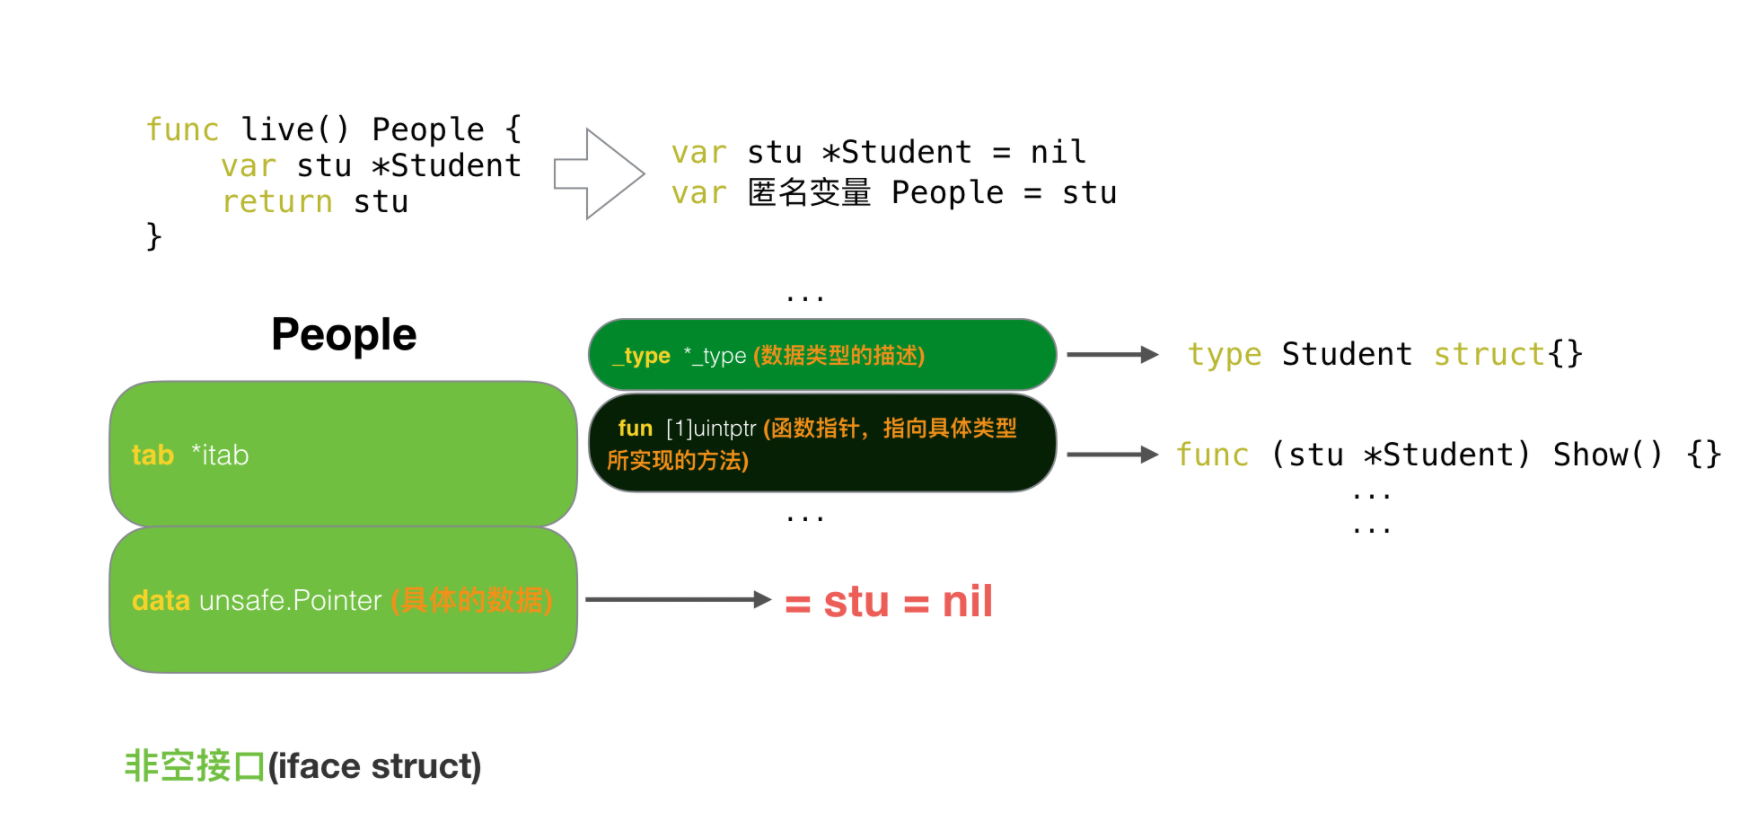 func live() People {
var stu *Student
return stu
}
var stu *Student = nil
var 匿名变量 People = stu
...
People
_type *_type (数据类型的描述)
type Student struct{}
tab *itab
fun [1]uintptr (函数指针，指向具体类型
所实现的方法)
func (stu *Student) Show() {}
...
...
...
data unsafe.Pointer (具体的数据)
= stu = nil
非空接口(iface struct)